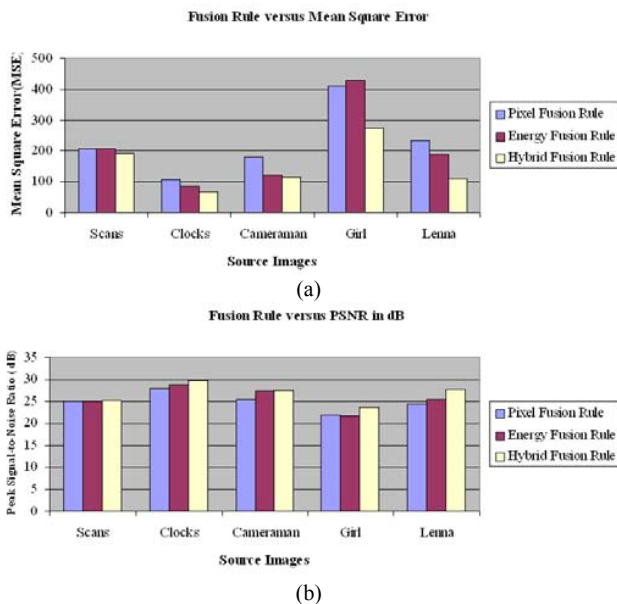 Fusion Rule versus Mean Square Error
Mean Square Error(MSE)
500
400
300
200
100
0
Scans Clocks Cameraman Girl Lenna
Source Images
Pixel Fusion Rule
Energy Fusion Rule
Hybrid Fusion Rule
(a)
Fusion Rule versus PSNR in dB
Peak Signal-to-Noise Ratio (dB)
35
30
25
20
15
10
5
0
Scans Clocks Cameraman Girl Lenna
Source Images
Pixel Fusion Rule
Energy Fusion Rule
Hybrid Fusion Rule
(b)